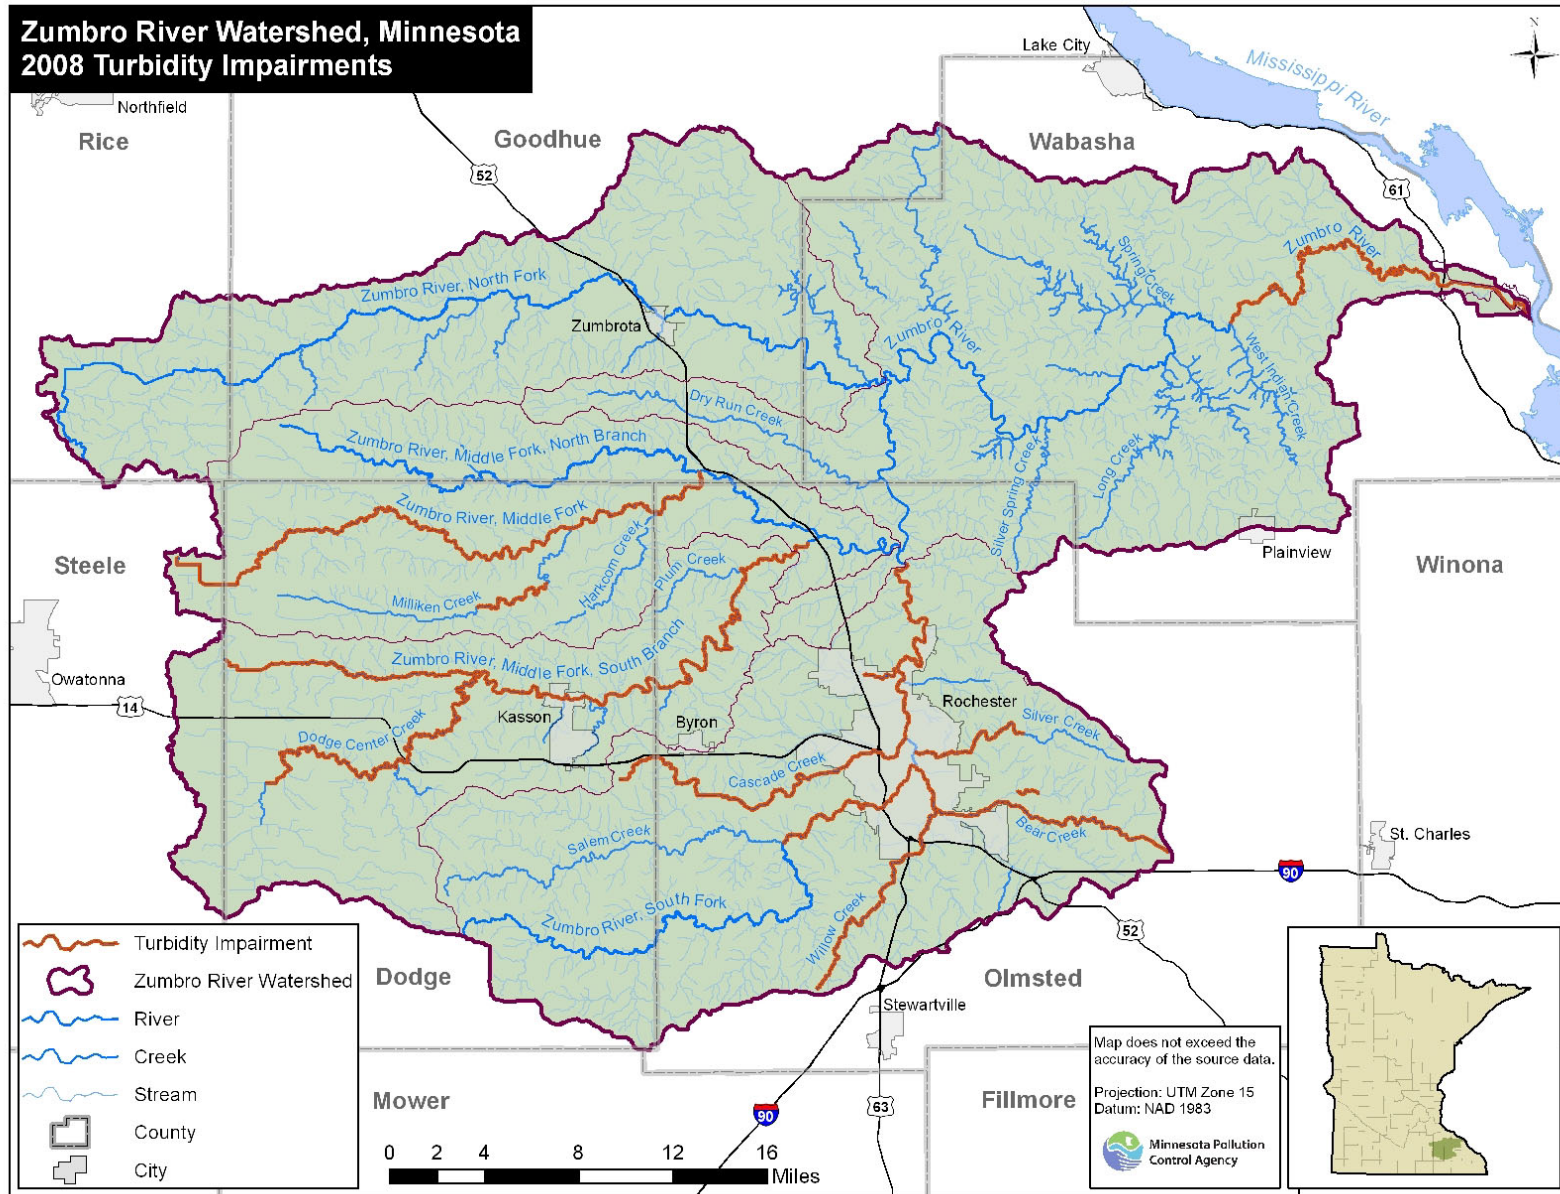 Zumbro River Watershed, Minnesota
2008 Turbidity Impairments
N
Lake City
Mississippi River
Northfield
Rice
Goodhue
Wabasha
52
61
Zumbro River
Spring Creek
Zumbro River, North Fork
Zumbrota
Zumbro River
West Indian Creek
Dry Run Creek
Zumbro River, Middle Fork, North Branch
Long Creek
Silver Spring Creek
Zumbro River, Middle Fork
Plainview
Steele
Winona
Harkcom Creek
Plum Creek
Milliken Creek
Zumbro River, Middle Fork, South Branch
Owatonna
14
Rochester
Kasson
Byron
Silver Creek
Dodge Center Creek
Cascade Creek
Bear Creek
St. Charles
Salem Creek
90
Zumbro River, South Fork
Willow Creek
52
Dodge
Olmsted
Stewartville
Turbidity Impairment
Zumbro River Watershed
River
Creek
Stream
County
City
Mower
Fillmore
90
63
0 2 4 8 12 16
Miles
Map does not exceed the
accuracy of the source data.
Projection: UTM Zone 15
Datum: NAD 1983
Minnesota Pollution
Control Agency